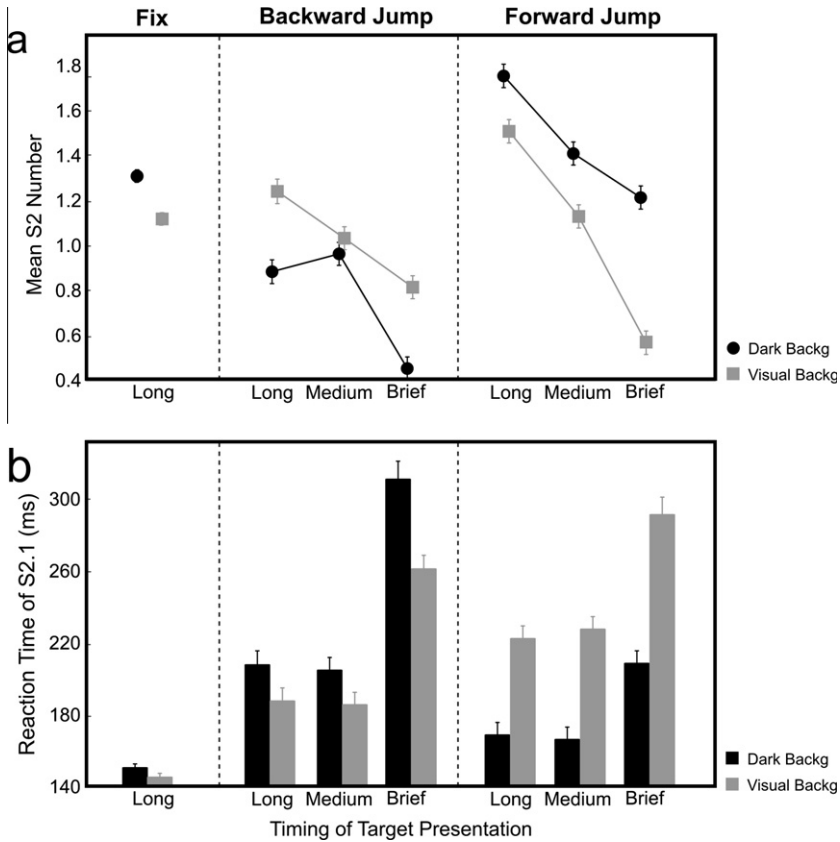 Fix Backward Jump Forward Jump
a
Mean S2 Number
1.8
1.6
1.4
1.2
1.0
0.8
0.6
0.4
Long
Long Medium Brief
Long Medium Brief
Dark Backg
Visual Backg
b
Reaction Time of S2.1 (ms)
300
260
220
180
140
Long
Long Medium Brief
Long Medium Brief
Dark Backg
Visual Backg
Timing of Target Presentation